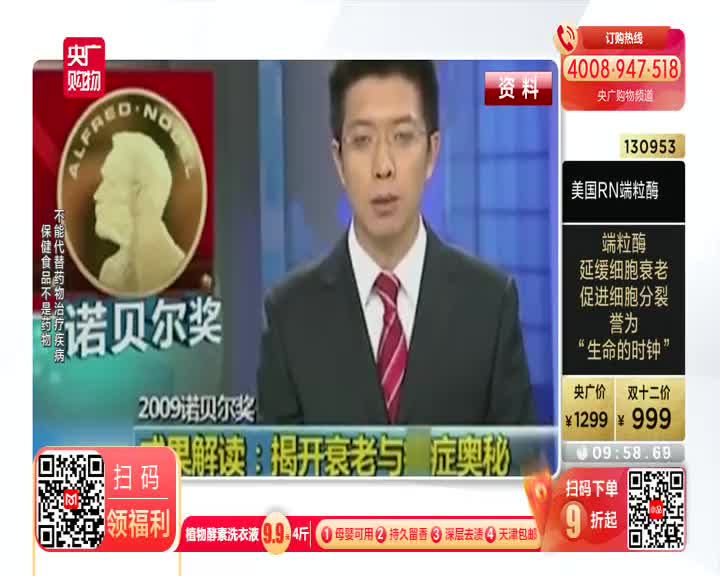 央广
购物
ALFRED·NOBEL
资料
诺贝尔奖
保健食品不是药物
不能代替药物治疗疾病
2009诺贝尔奖
成果解读：揭开衰老与 症奥秘
订购热线
4008·947·518
央广购物频道
130953
美国RN端粒酶
端粒酶
延缓细胞衰老
促进细胞分裂
誉为
“生命的时钟”
央广价
¥1299
双十二价
¥999
09:58.69
扫码
领福利
植物酵素洗衣液 9.9元 4斤
1母婴可用 2持久留香 3深层去渍 4天津包邮
扫码下单
9折起